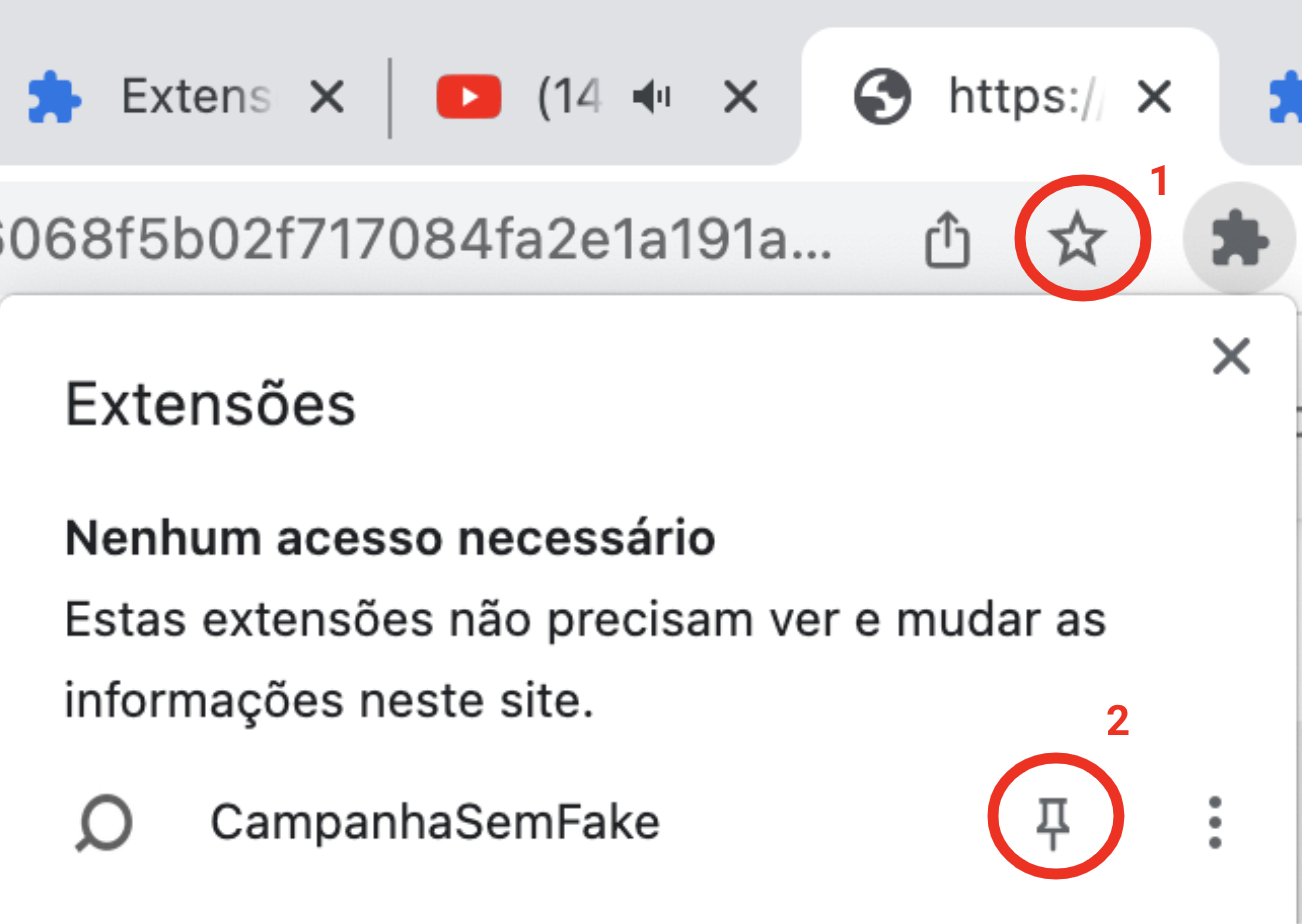 Extens
(14
https://
1
6068f5b02f717084fa2e1a191a...
Extensões
Nenhum acesso necessário
Estas extensões não precisam ver e mudar as
informações neste site.
2
CampanhaSemFake